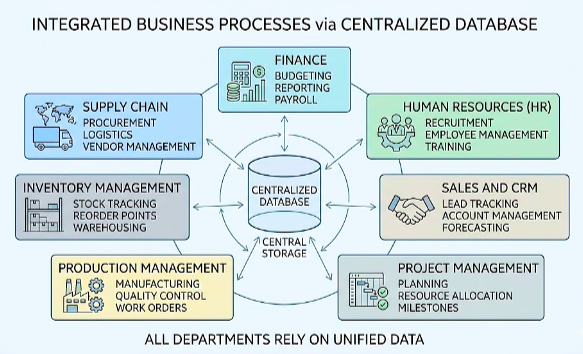 INTEGRATED BUSINESS PROCESSES via CENTRALIZED DATABASE
FINANCE
BUDGETING
REPORTING
PAYROLL
SUPPLY CHAIN
PROCUREMENT
LOGISTICS
VENDOR MANAGEMENT
HUMAN RESOURCES (HR)
RECRUITMENT
EMPLOYEE MANAGEMENT
TRAINING
INVENTORY MANAGEMENT
STOCK TRACKING
REORDER POINTS
WAREHOUSING
CENTRALIZED
DATABASE
CENTRAL
STORAGE
SALES AND CRM
LEAD TRACKING
ACCOUNT MANAGEMENT
FORECASTING
PRODUCTION MANAGEMENT
MANUFACTURING
QUALITY CONTROL
WORK ORDERS
PROJECT MANAGEMENT
PLANNING
RESOURCE ALLOCATION
MILESTONES
ALL DEPARTMENTS RELY ON UNIFIED DATA